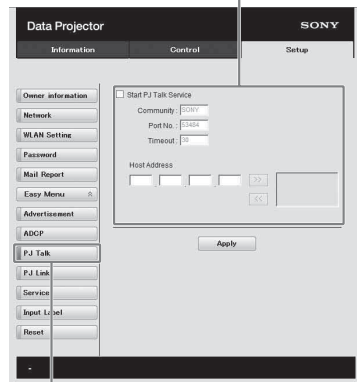 Data Projector
SONY
Information
Control
Setup
Owner information
Network
WLAN Setting
Password
Mail Report
Easy Menu
Advertisement
ADCP
PJ Talk
PJ Link
Service
Input Label
Reset
Start PJ Talk Service
Community : SONY
Port No. : 53484
Timeout : 30
Host Address
>>
<<
Apply
-